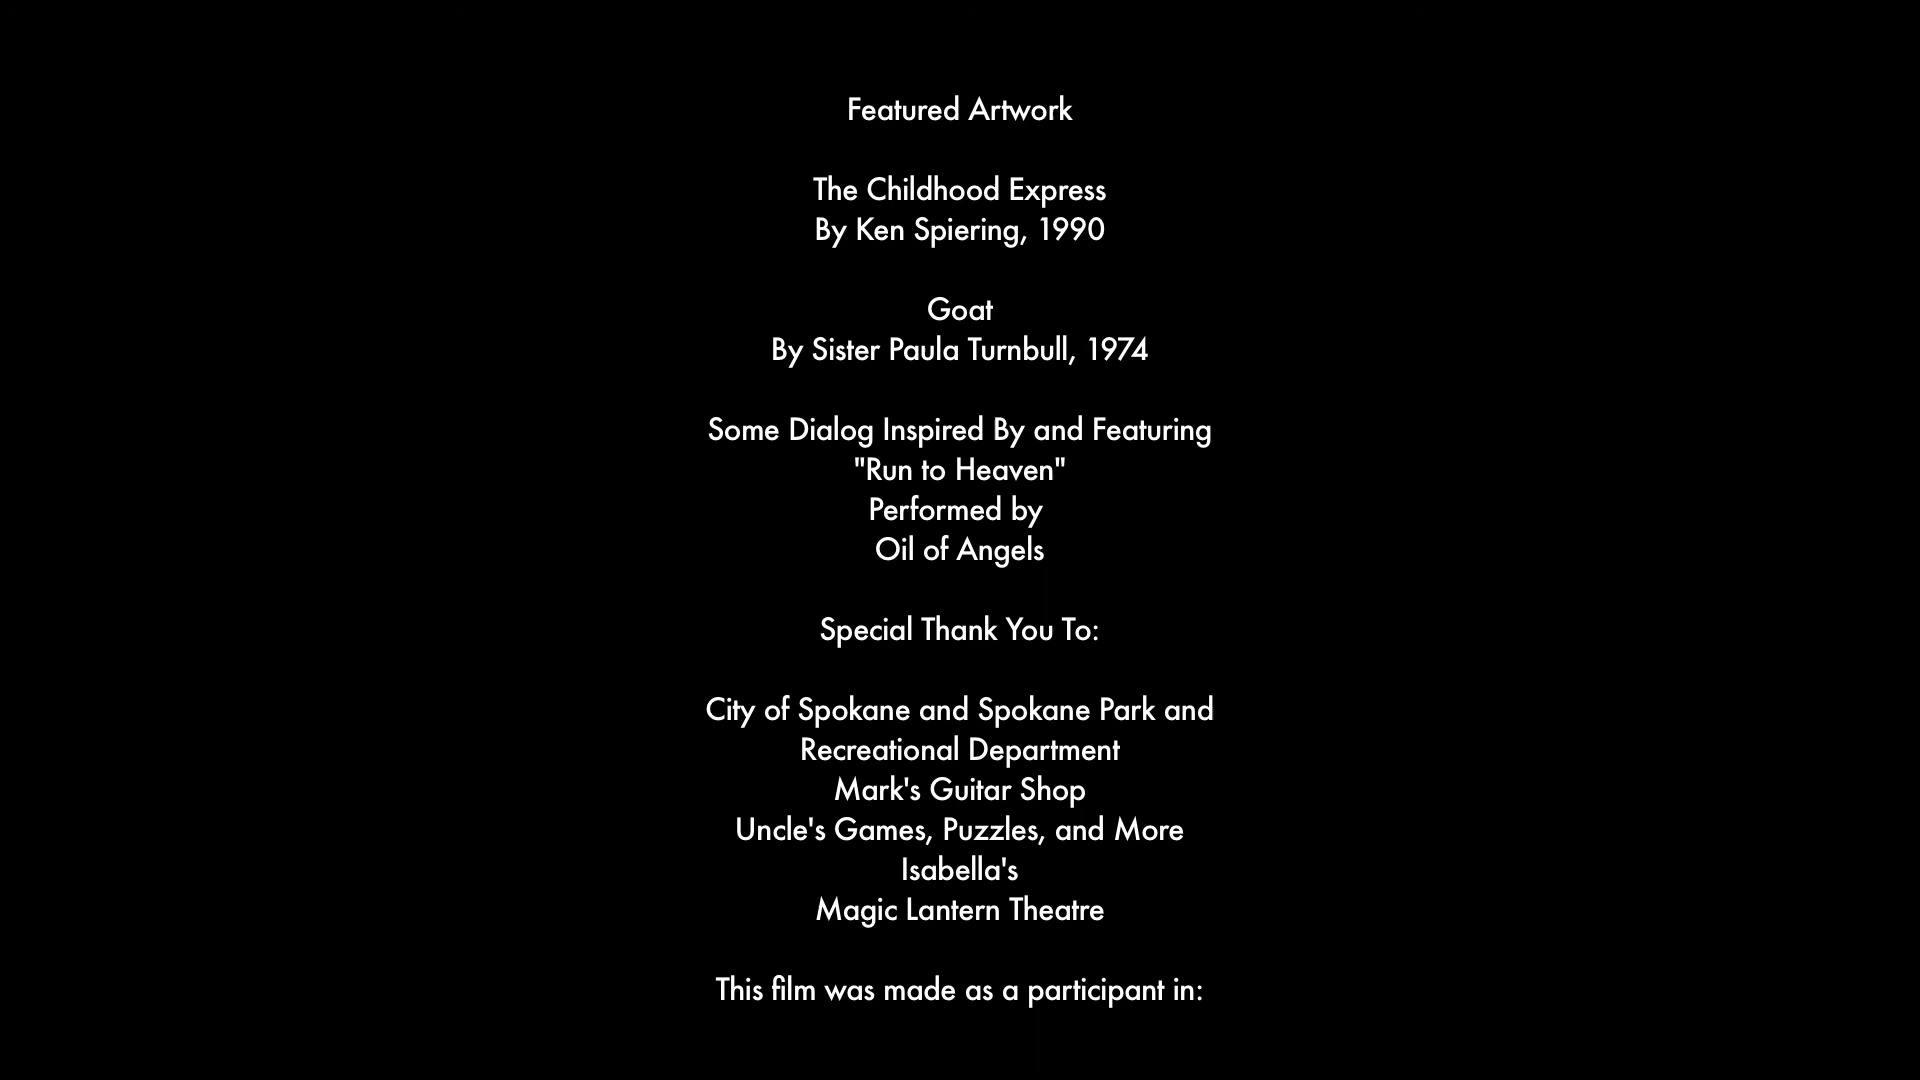 Featured Artwork
The Childhood Express
By Ken Spiering, 1990
Goat
By Sister Paula Turnbull, 1974
Some Dialog Inspired By and Featuring
"Run to Heaven"
Performed by
Oil of Angels
Special Thank You To:
City of Spokane and Spokane Park and
Recreational Department
Mark's Guitar Shop
Uncle's Games, Puzzles, and More
Isabella's
Magic Lantern Theatre
This film was made as a participant in: